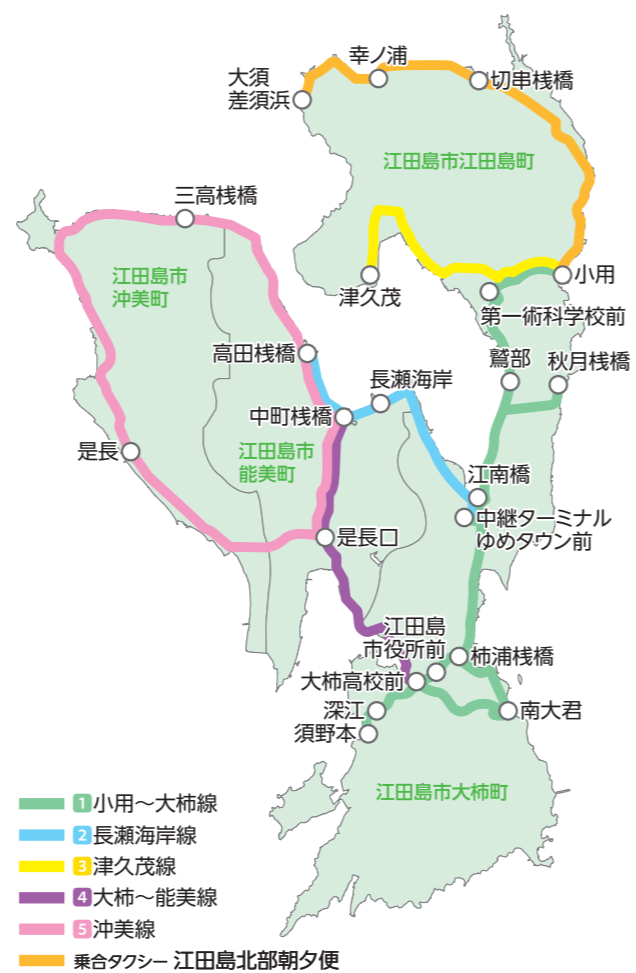 幸ノ浦
大須
差須浜
切串桟橋
江田島市江田島町
三高桟橋
江田島市
沖美町
津久茂
小用
第一術科学校前
高田桟橋
鷲部
秋月桟橋
長瀬海岸
中町桟橋
是長
江田島市
能美町
江南橋
中継ターミナル
ゆめタウン前
是長口
江田島
市役所前
柿浦桟橋
大柿高校前
深江
南大君
須野本
江田島市大柿町
1 小用～大柿線
2 長瀬海岸線
3 津久茂線
4 大柿～能美線
5 沖美線
乗合タクシー 江田島北部朝夕便